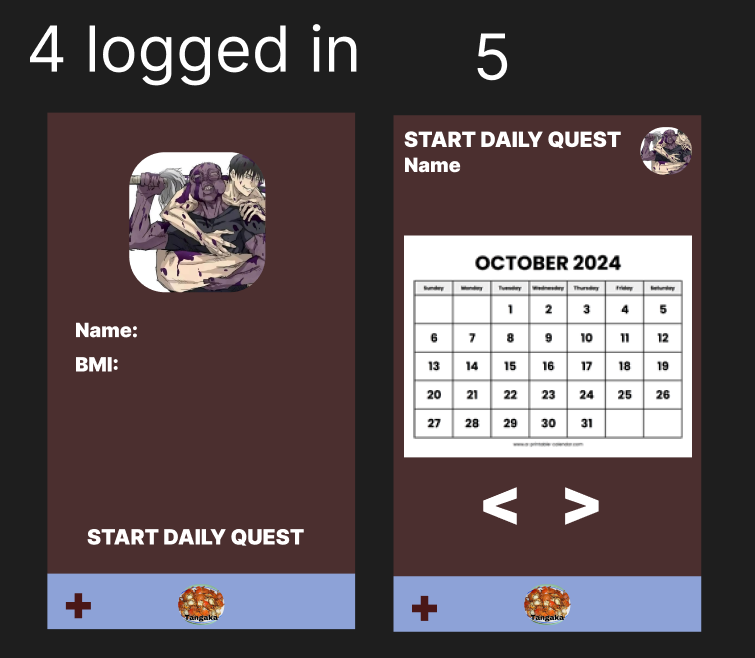 4 logged in
5
Name:
BMI:
START DAILY QUEST
Tangaka
START DAILY QUEST
Name
OCTOBER 2024
Sunday Monday Tuesday Wednesday Thursday Friday Saturday
1 2 3 4 5
6 7 8 9 10 11 12
13 14 15 16 17 18 19
20 21 22 23 24 25 26
27 28 29 30 31
< >
Tangaka